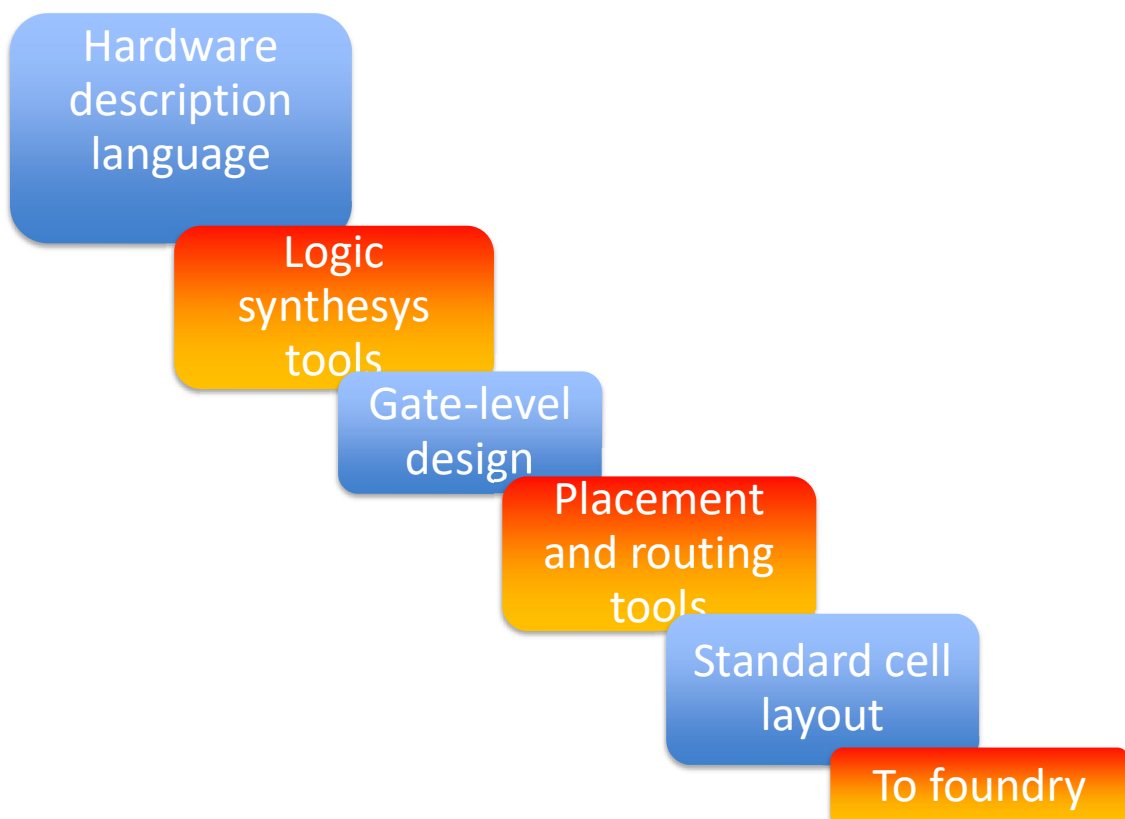 Hardware
description
language
Logic
synthesys
tools
Gate-level
design
Placement
and routing
tools
Standard cell
layout
To foundry